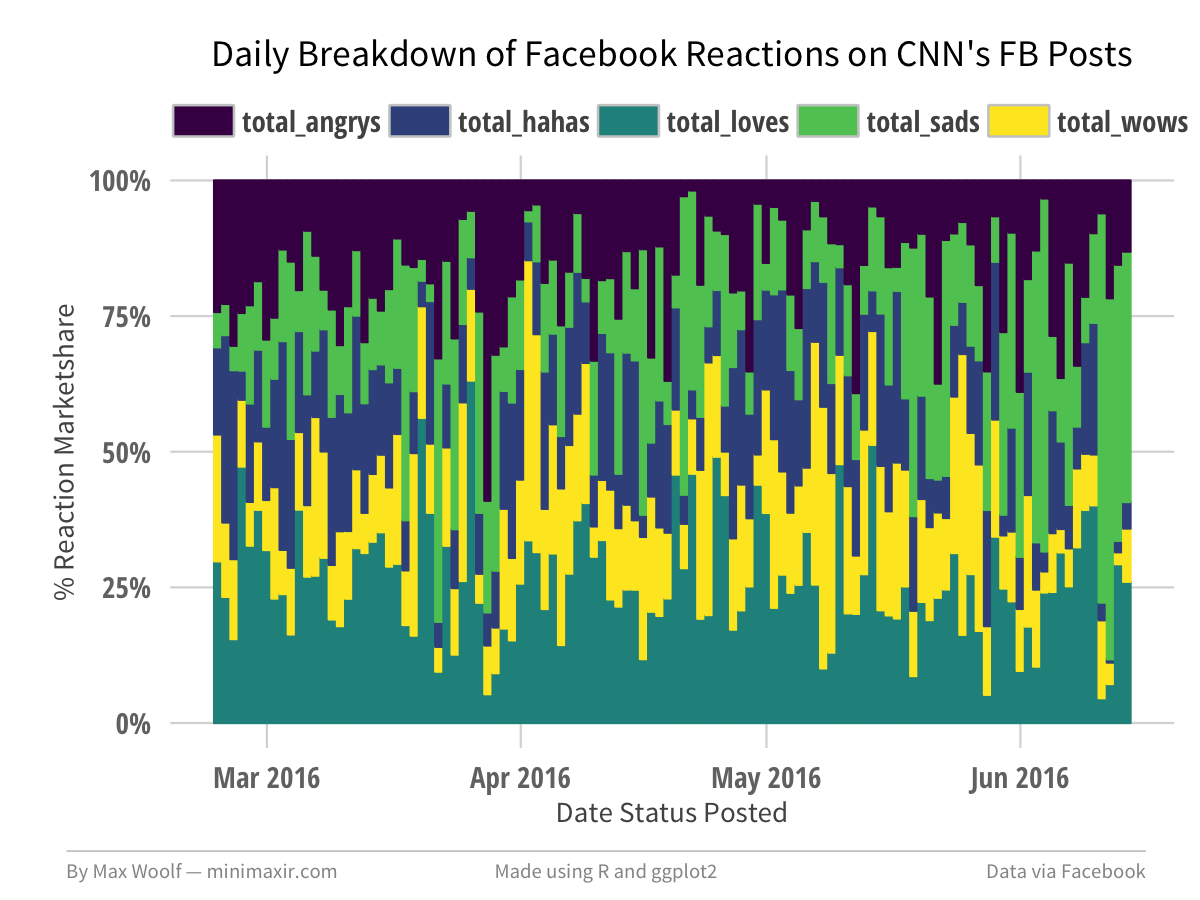 Daily Breakdown of Facebook Reactions on CNN's FB Posts
total_angrys total_hahas total_loves total_sads total_wows
100%
75%
50%
25%
0%
% Reaction Marketshare
Mar 2016 Apr 2016 May 2016 Jun 2016
Date Status Posted
By Max Woolf — minimaxir.com Made using R and ggplot2 Data via Facebook